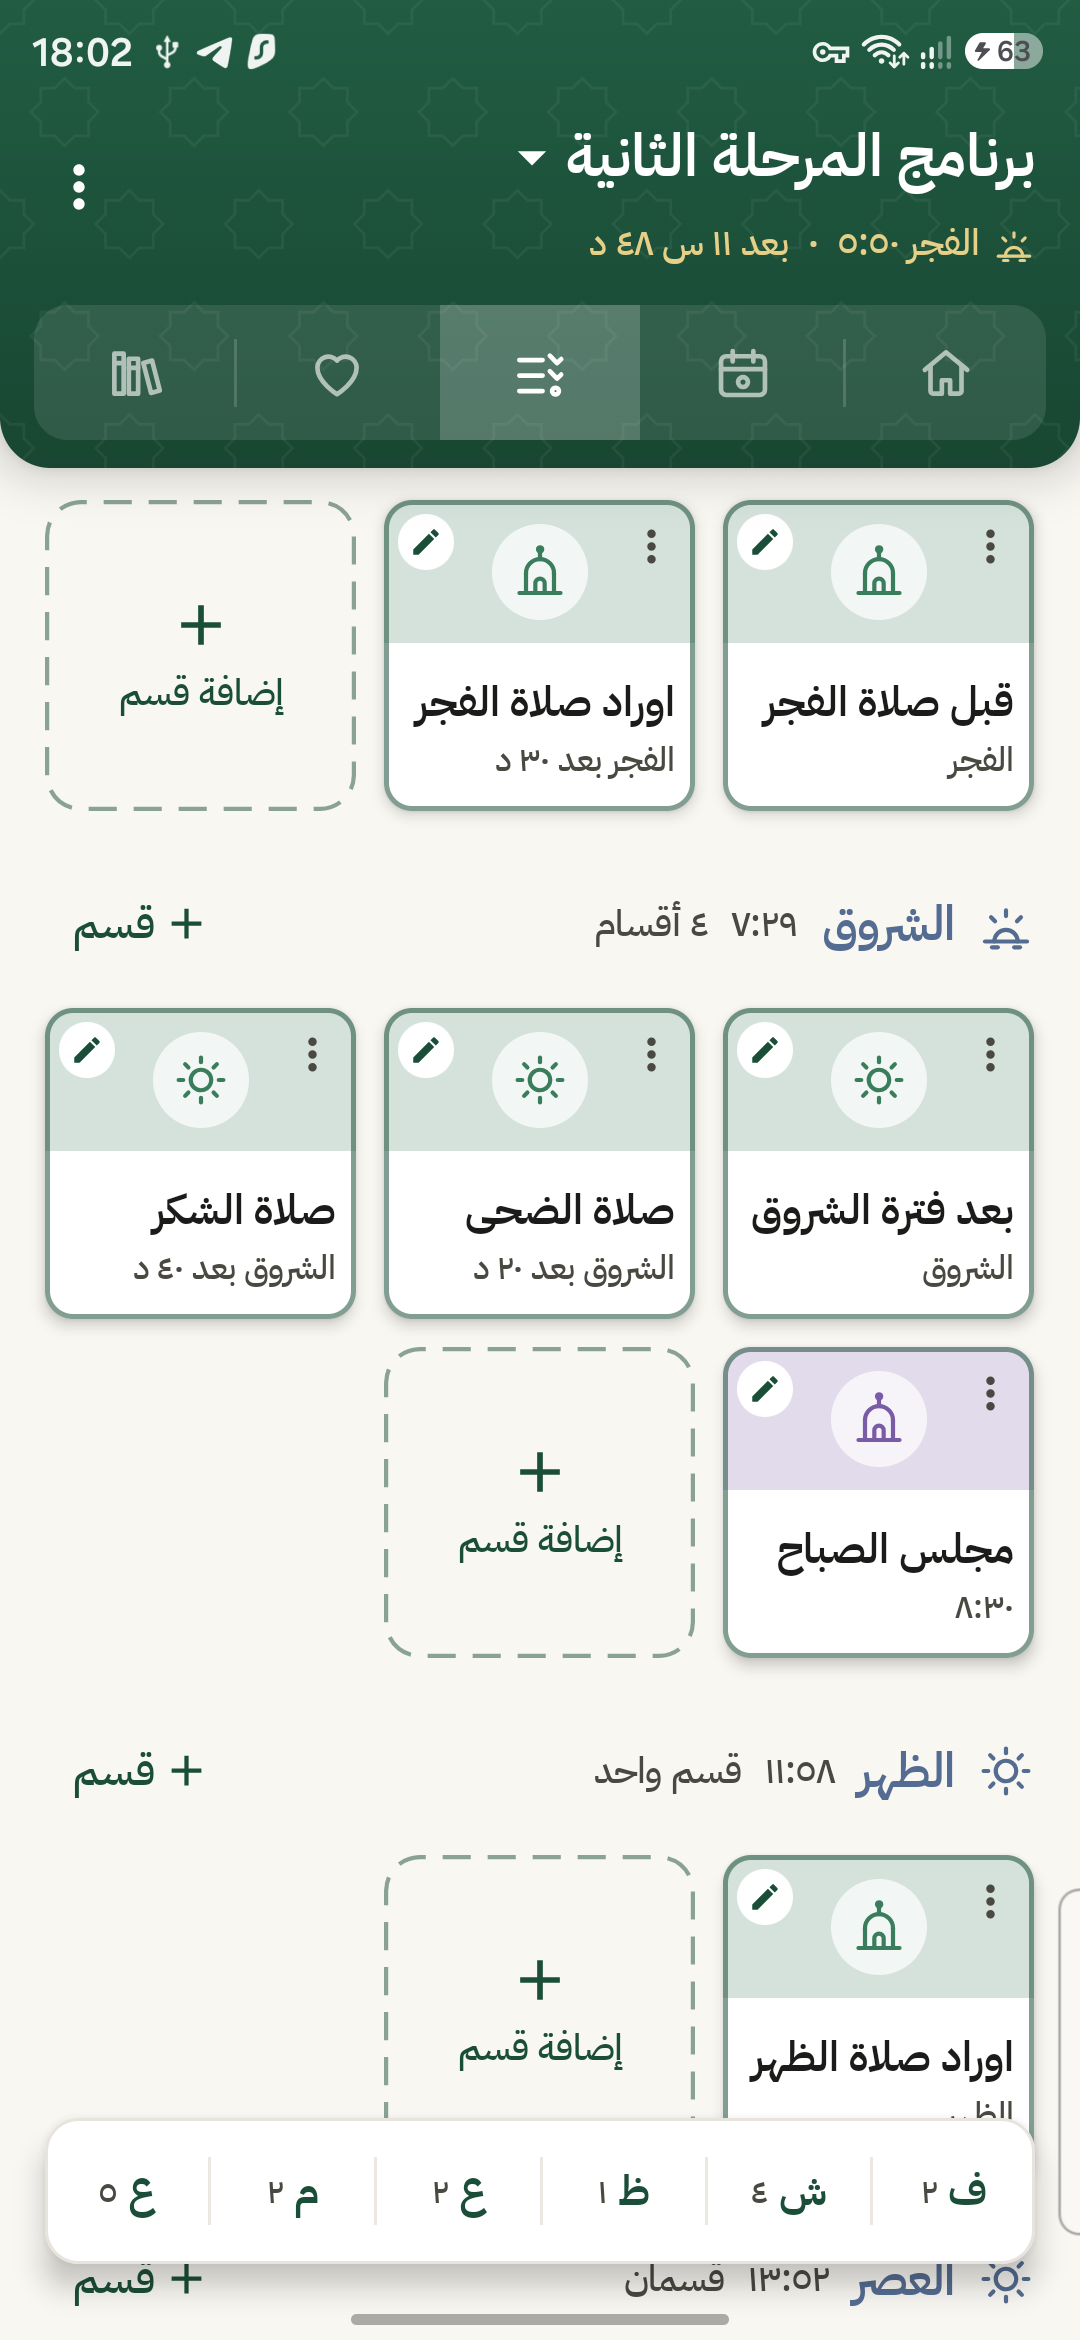 18:02
63
برنامج المرحلة الثانية
الفجر ٥:٥٠ · بعد ١١ س ٤٨ د
قبل صلاة الفجر
الفجر
اوراد صلاة الفجر
الفجر بعد ٣٠ د
إضافة قسم
الشروق ٧:٢٩ ٤ أقسام
قسم
بعد فترة الشروق
الشروق
صلاة الضحى
الشروق بعد ٢٠ د
صلاة الشكر
الشروق بعد ٤٠ د
مجلس الصباح
٨:٣٠
إضافة قسم
الظهر ١١:٥٨ قسم واحد
قسم
اوراد صلاة الظهر
الظهر
إضافة قسم
ف ٢
ش ٤
ظ ١
ع ٢
م ٢
ع ٥
العصر ١٣:٥٢ قسمان
قسم